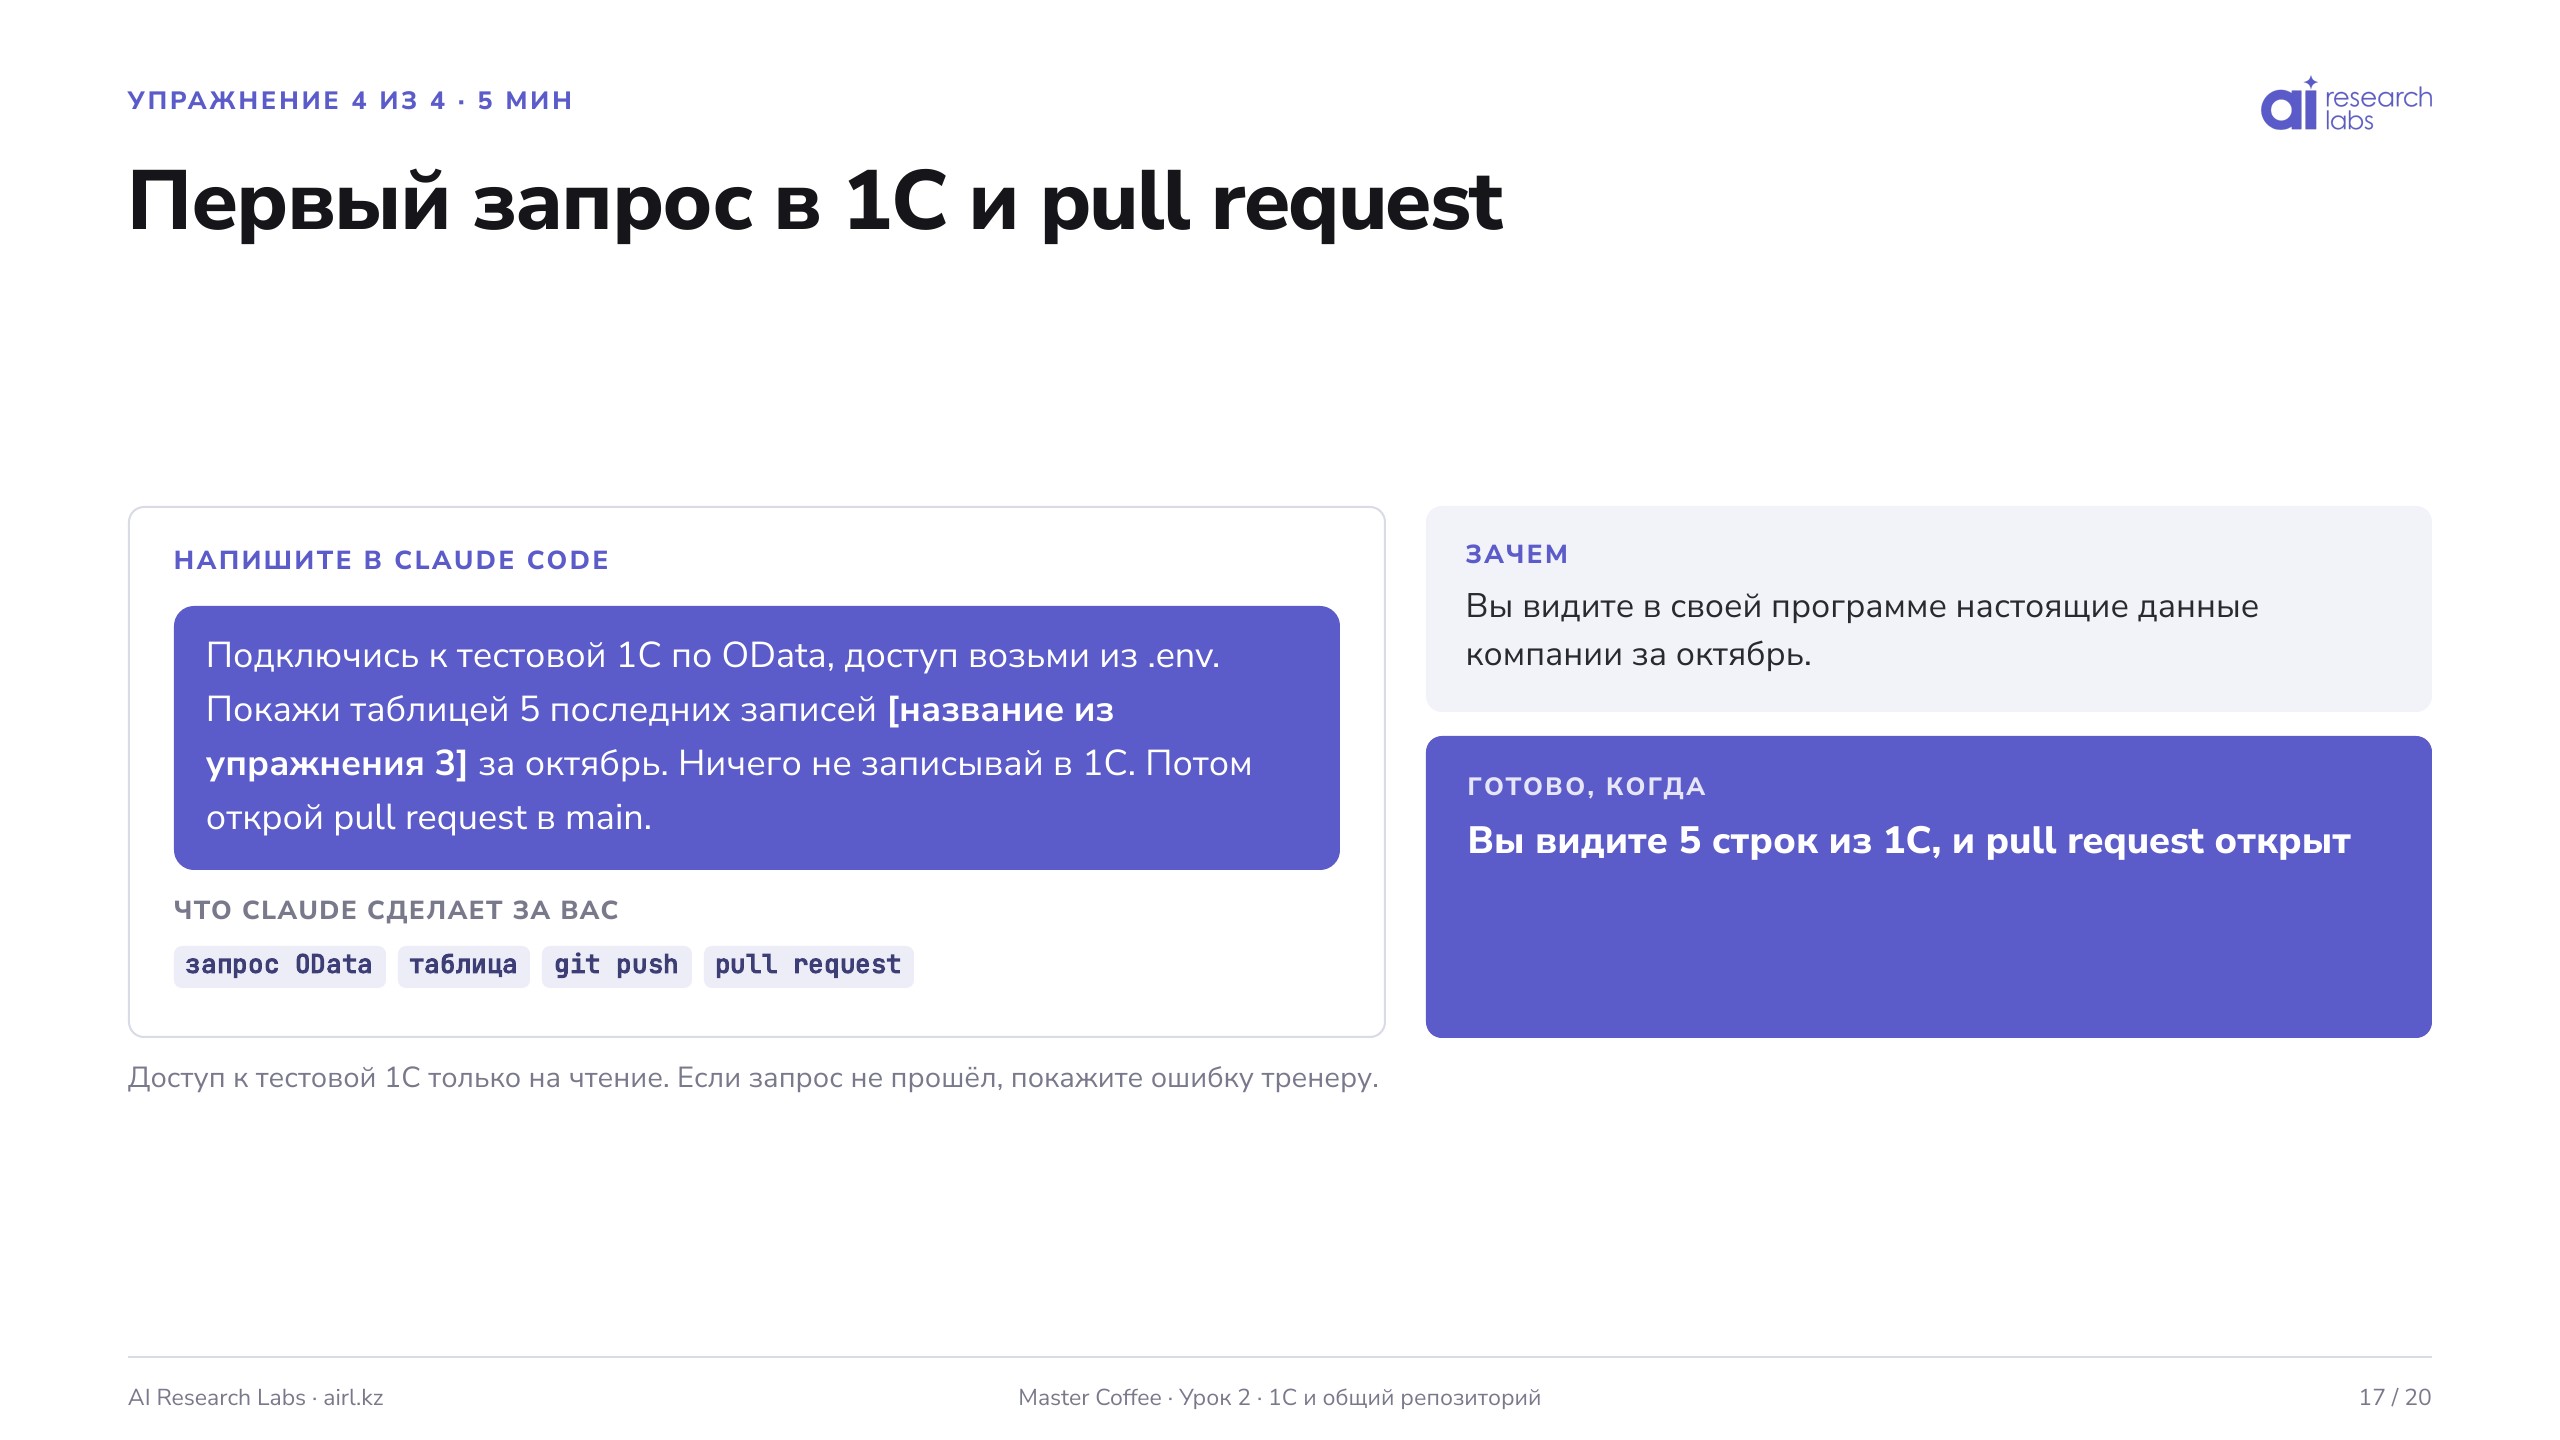 УПРАЖНЕНИЕ 4 ИЗ 4 · 5 МИН
ai research
labs
Первый запрос в 1С и pull request
НАПИШИТЕ В CLAUDE CODE
Подключись к тестовой 1С по OData, доступ возьми из .env.
Покажи таблицей 5 последних записей [название из
упражнения 3] за октябрь. Ничего не записывай в 1С. Потом
открой pull request в main.
ЧТО CLAUDE СДЕЛАЕТ ЗА ВАС
запрос OData таблица git push pull request
ЗАЧЕМ
Вы видите в своей программе настоящие данные
компании за октябрь.
ГОТОВО, КОГДА
Вы видите 5 строк из 1С, и pull request открыт
Доступ к тестовой 1С только на чтение. Если запрос не прошёл, покажите ошибку тренеру.
AI Research Labs · airl.kz
Master Coffee · Урок 2 · 1С и общий репозиторий
17 / 20